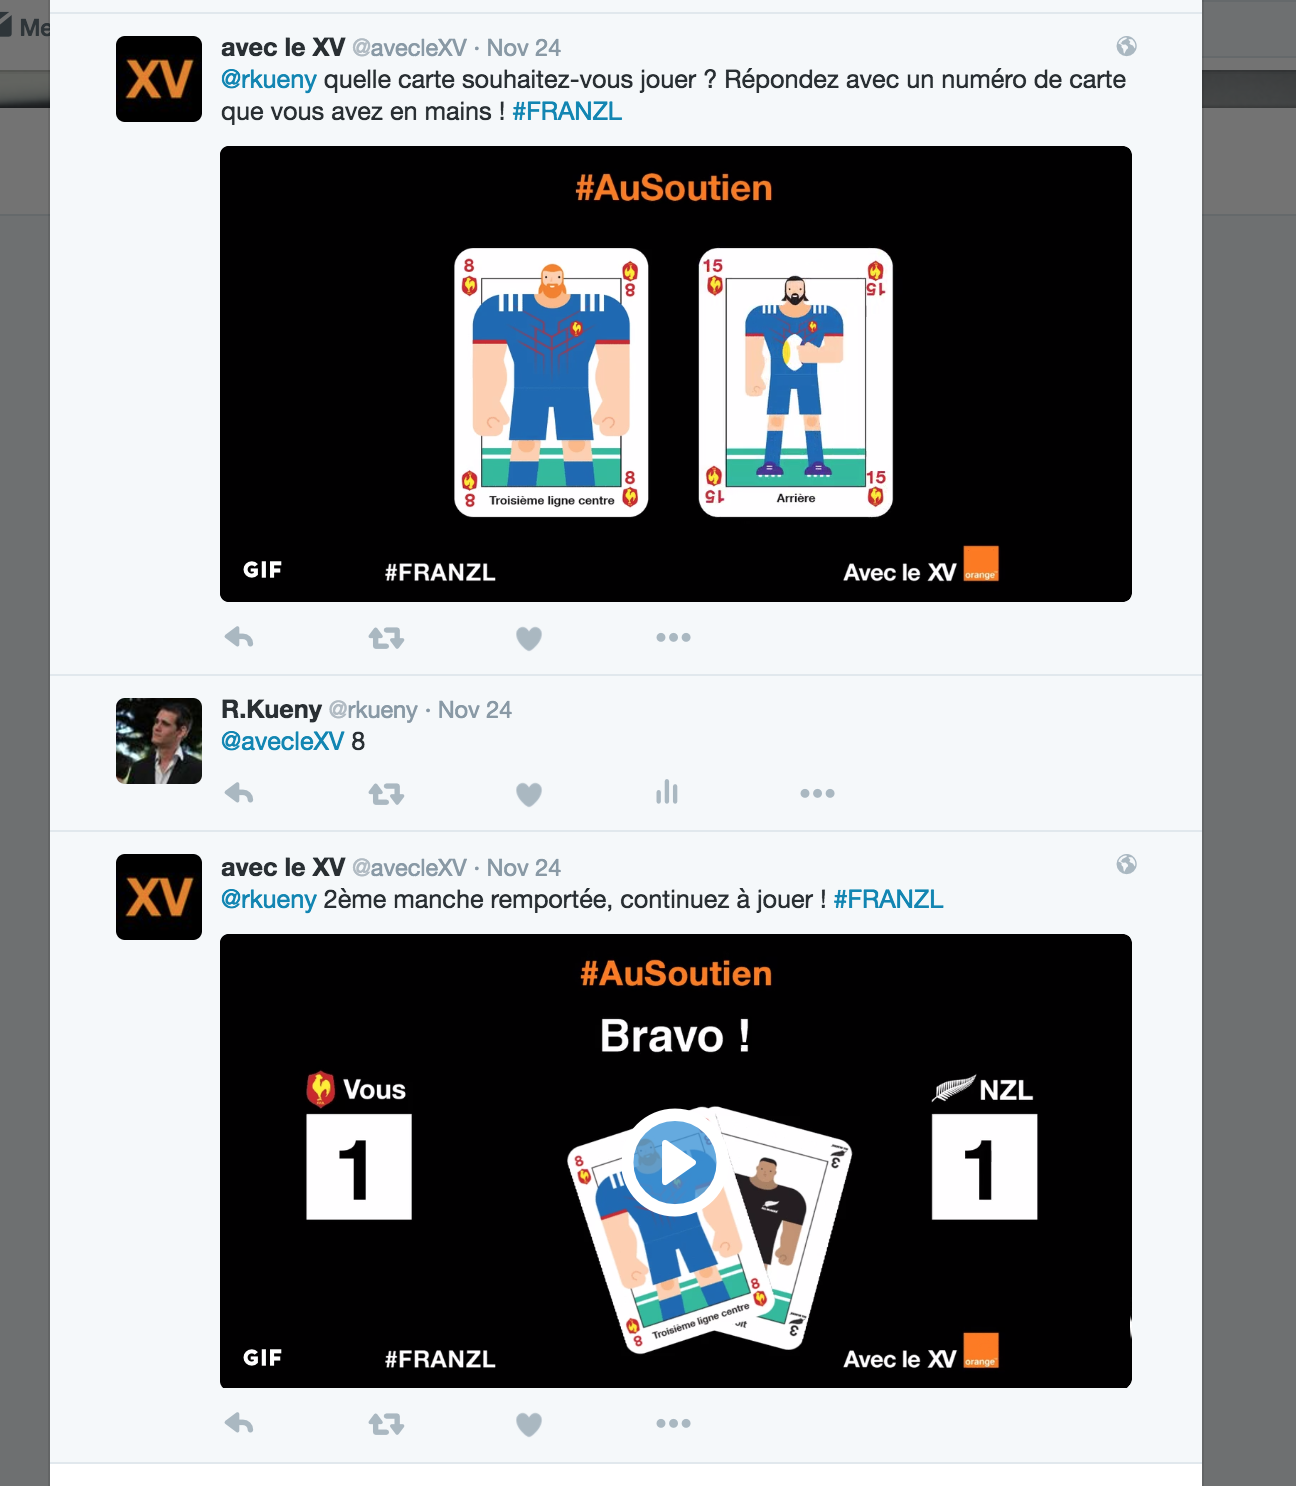 Me
avec le XV @avecleXV · Nov 24
@rkueny quelle carte souhaitez-vous jouer ? Répondez avec un numéro de carte
que vous avez en mains ! #FRANZL
XV
#AuSoutien
8
8
8
8
Troisième ligne centre
15
15
15
15
Arrière
GIF
#FRANZL
Avec le XV
orange
R.Kueny @rkueny · Nov 24
@avecleXV 8
avec le XV @avecleXV · Nov 24
@rkueny 2ème manche remportée, continuez à jouer ! #FRANZL
XV
#AuSoutien
Bravo !
Vous
NZL
1
1
8
3
8
8
3
Troisième ligne centre
GIF
#FRANZL
Avec le XV
orange